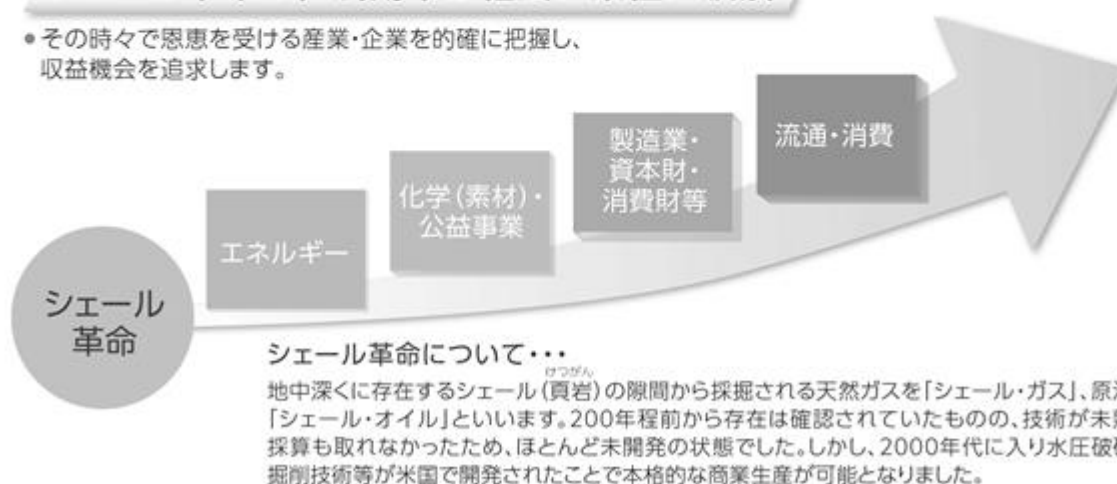 •その時々で恩恵を受ける産業・企業を的確に把握し、
収益機会を追求します。
流通・消費
製造業・
資本財・
消費財等
化学(素材)・
公益事業
エネルギー
シェール
革命
シェール革命について・・・
けつがん
地中深くに存在するシェール(頁岩)の隙間から採掘される天然ガスを「シェール・ガス」、
「シェール・オイル」といいます。200年程前から存在は確認されていたものの、技術が
採算も取れなかったため、ほとんど未開発の状態でした。しかし、2000年代に入り水圧破
掘削技術等が米国で開発されたことで本格的な商業生産が可能となりました。